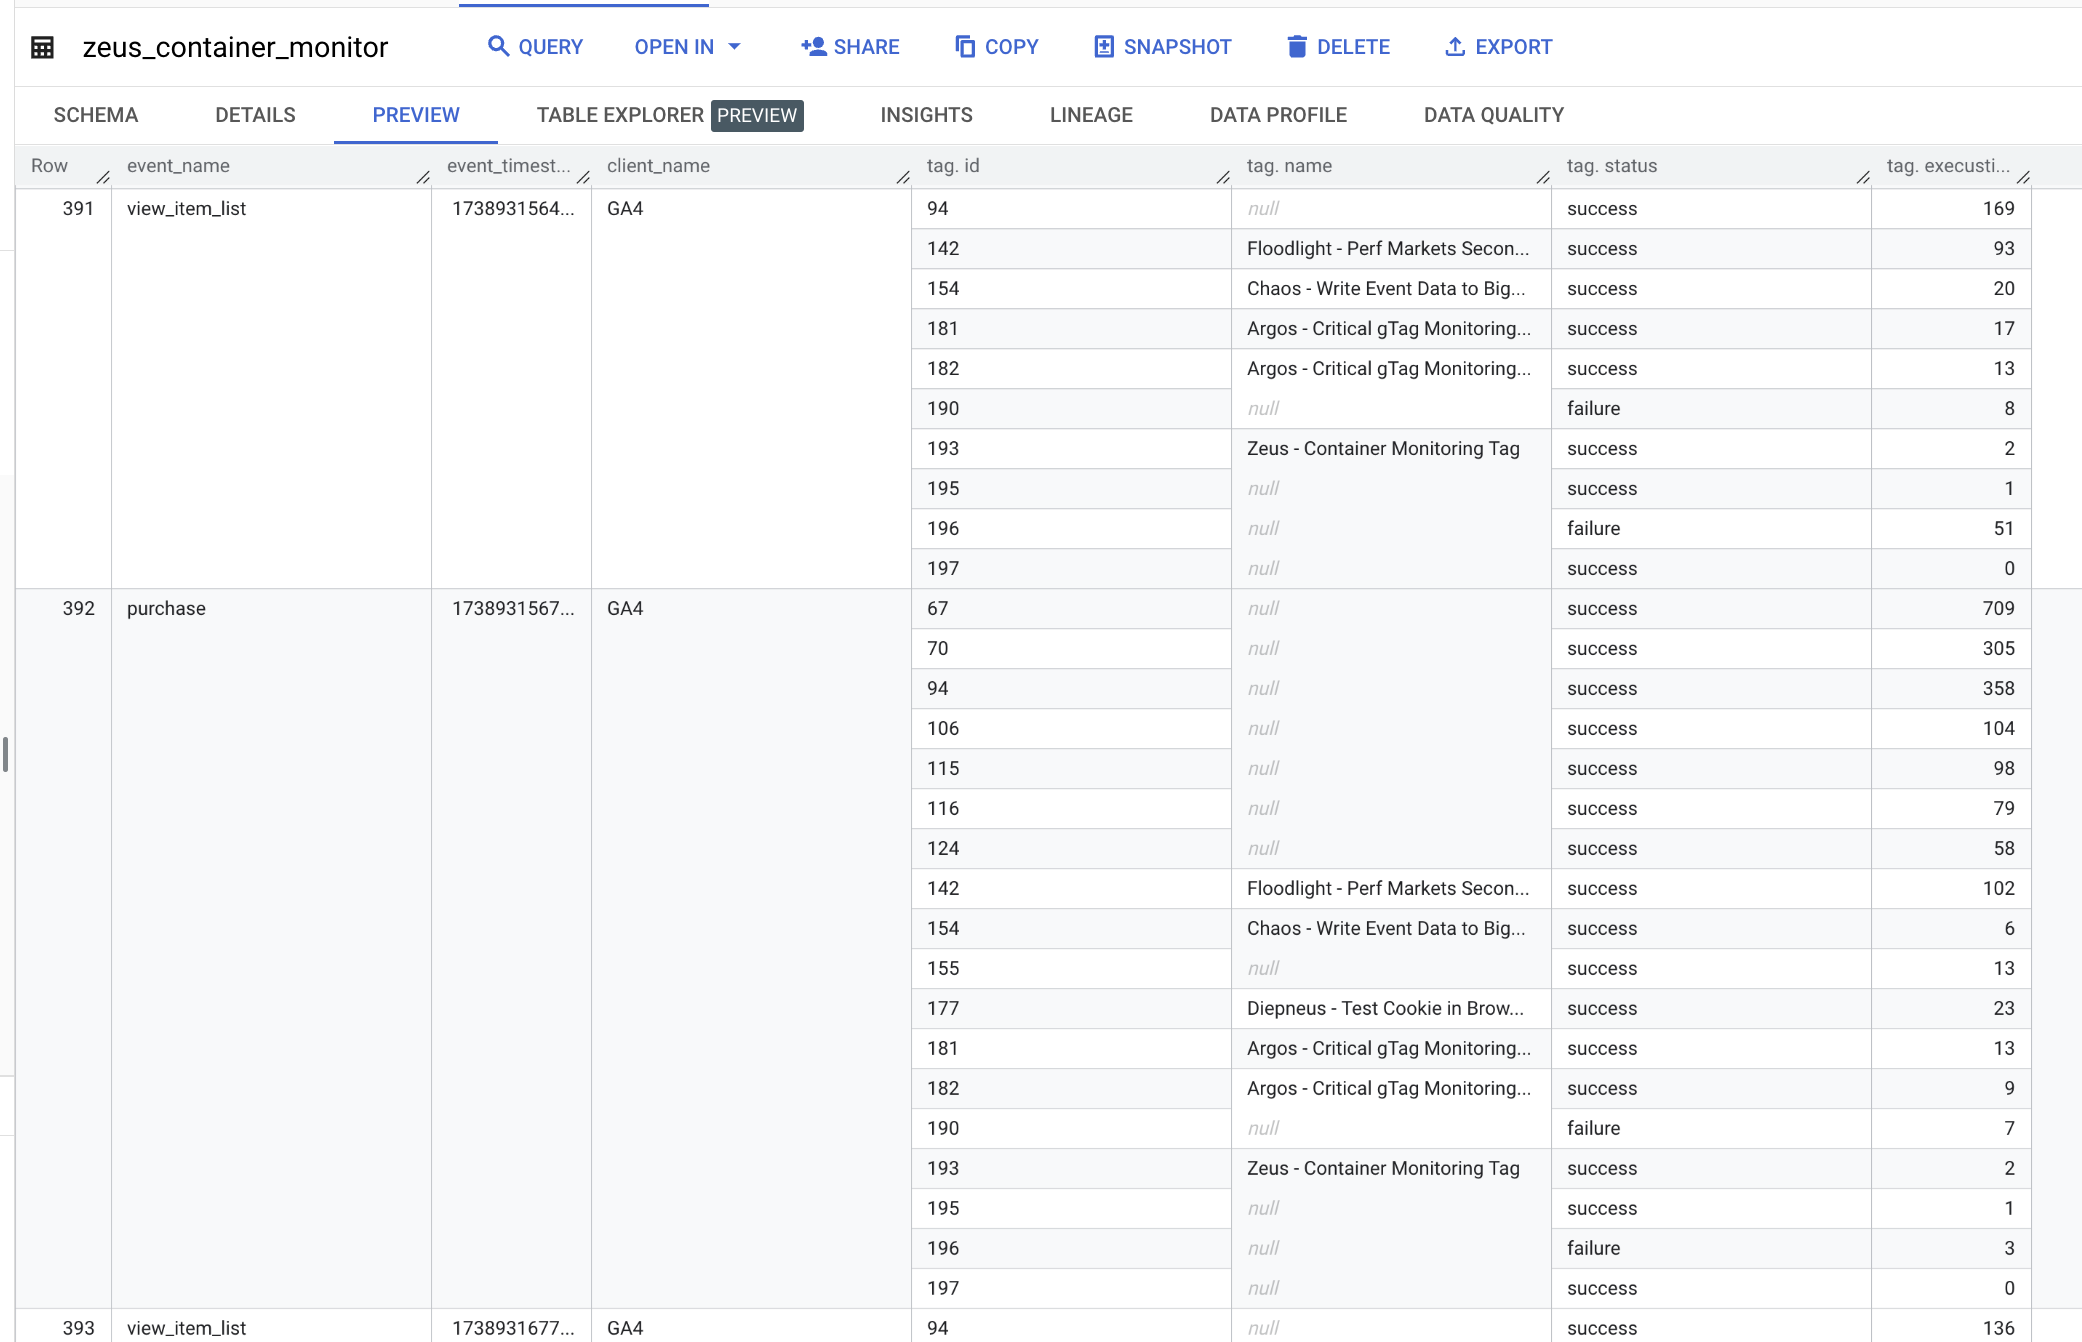 zeus_container_monitor QUERY OPEN IN SHARE COPY SNAPSHOT DELETE EXPORT
SCHEMA DETAILS PREVIEW TABLE EXPLORER PREVIEW INSIGHTS LINEAGE DATA PROFILE DATA QUALITY
Row event_name event_timest... client_name tag. id tag. name tag. status tag. execusti...
391 view_item_list 1738931564... GA4 94 null success 169
142 Floodlight - Perf Markets Secon... success 93
154 Chaos - Write Event Data to Big... success 20
181 Argos - Critical gTag Monitoring... success 17
182 Argos - Critical gTag Monitoring... success 13
190 null failure 8
193 Zeus - Container Monitoring Tag success 2
195 null success 1
196 null failure 51
197 null success 0
392 purchase 1738931567... GA4 67 null success 709
70 null success 305
94 null success 358
106 null success 104
115 null success 98
116 null success 79
124 null success 58
142 Floodlight - Perf Markets Secon... success 102
154 Chaos - Write Event Data to Big... success 6
155 null success 13
177 Diepneus - Test Cookie in Brow... success 23
181 Argos - Critical gTag Monitoring... success 13
182 Argos - Critical gTag Monitoring... success 9
190 null failure 7
193 Zeus - Container Monitoring Tag success 2
195 null success 1
196 null failure 3
197 null success 0
393 view_item_list 1738931677... GA4 94 null success 136